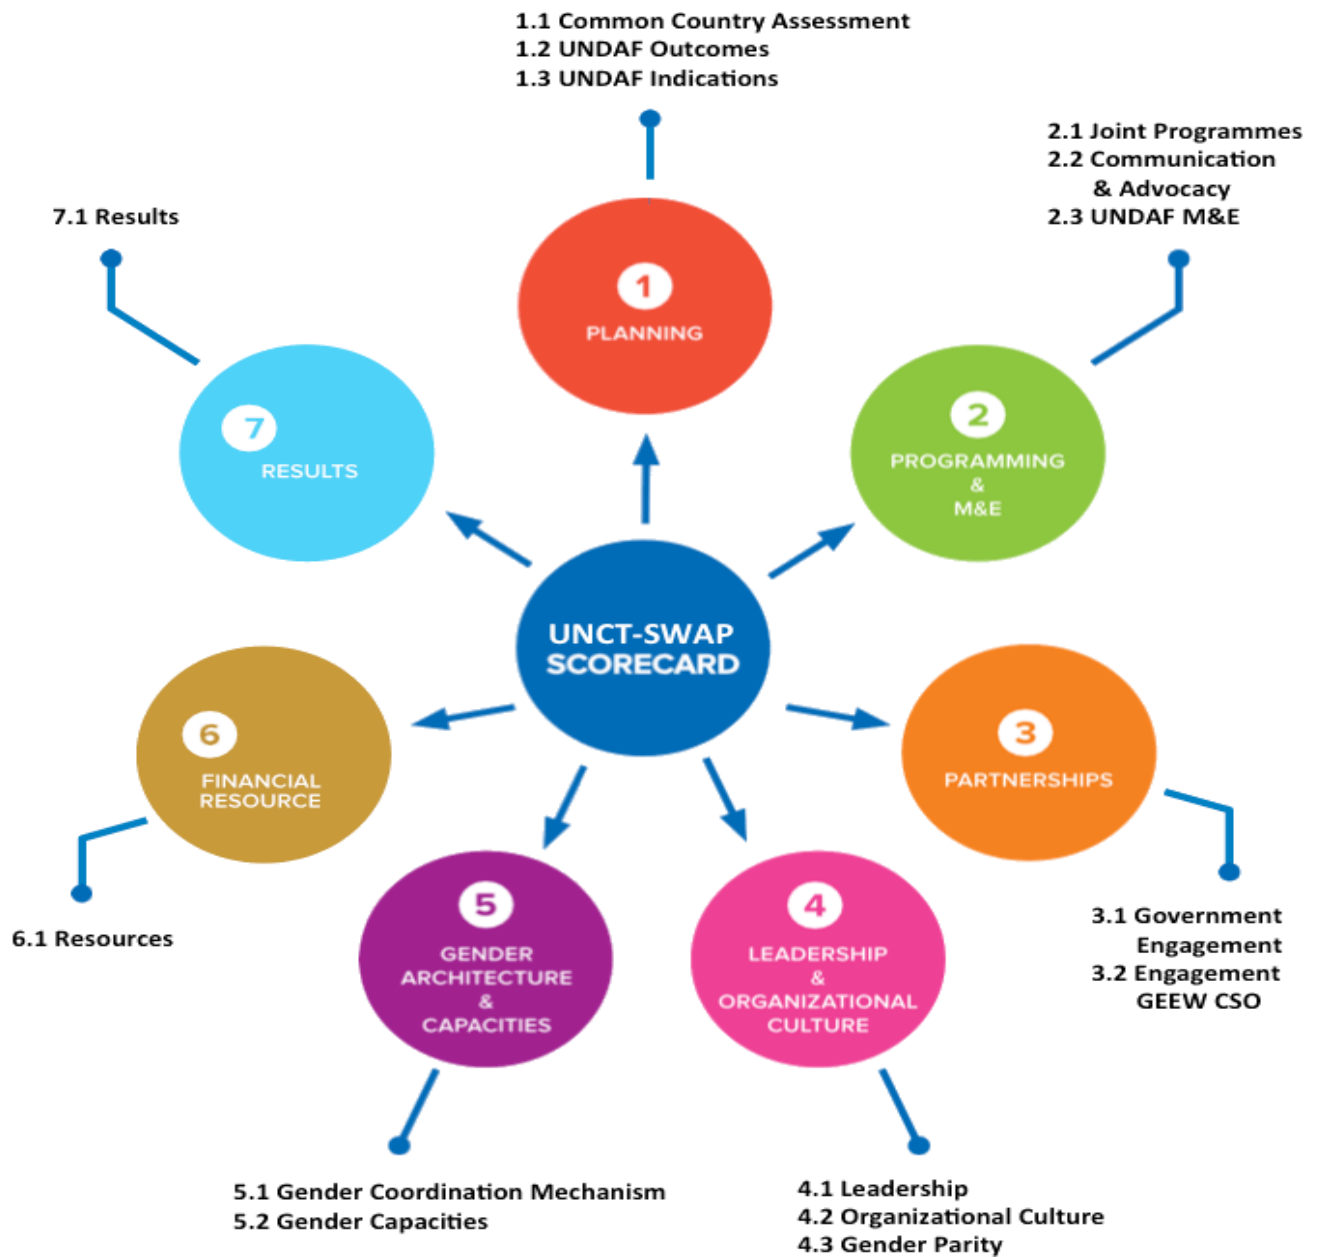 1.1 Common Country Assessment
1.2 UNDAF Outcomes
1.3 UNDAF Indications
2.1 Joint Programmes
2.2 Communication
& Advocacy
2.3 UNDAF M&E
7.1 Results
1
PLANNING
2
PROGRAMMING
&
M&E
7
RESULTS
UNCT-SWAP
SCORECARD
3
PARTNERSHIPS
6
FINANCIAL
RESOURCE
3.1 Government
Engagement
3.2 Engagement
GEEW CSO
6.1 Resources
5
GENDER
ARCHITECTURE
&
CAPACITIES
4
LEADERSHIP
&
ORGANIZATIONAL
CULTURE
5.1 Gender Coordination Mechanism
5.2 Gender Capacities
4.1 Leadership
4.2 Organizational Culture
4.3 Gender Parity